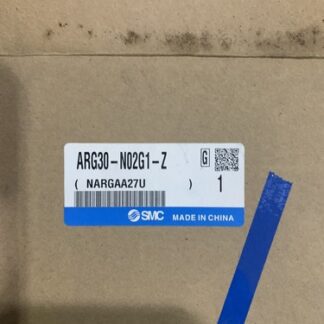 ARG30-N02G1-Z G
( NARGAA27U ) 1
SMC MADE IN CHINA